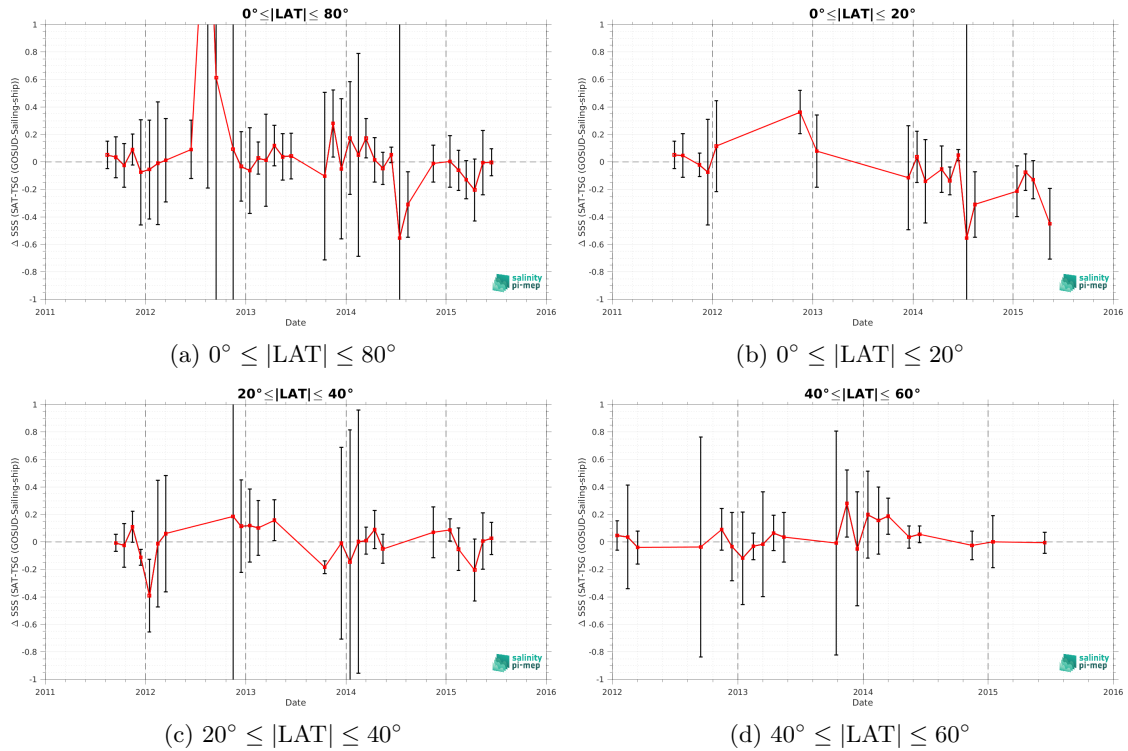 0°≤|LAT|≤ 80°
Δ SSS (SAT-TSG (GOSUD-Sailing-ship))
1
0.8
0.6
0.4
0.2
0
-0.2
-0.4
-0.6
-0.8
-1
2011
2012
2013
2014
2015
2016
Date
salinity
pi-mep
(a) 0° ≤ |LAT| ≤ 80°
0°≤|LAT|≤ 20°
Δ SSS (SAT-TSG (GOSUD-Sailing-ship))
1
0.8
0.6
0.4
0.2
0
-0.2
-0.4
-0.6
-0.8
-1
2011
2012
2013
2014
2015
2016
Date
salinity
pi-mep
(b) 0° ≤ |LAT| ≤ 20°
20°≤|LAT|≤ 40°
Δ SSS (SAT-TSG (GOSUD-Sailing-ship))
1
0.8
0.6
0.4
0.2
0
-0.2
-0.4
-0.6
-0.8
-1
2011
2012
2013
2014
2015
2016
Date
salinity
pi-mep
(c) 20° ≤ |LAT| ≤ 40°
40°≤|LAT|≤ 60°
Δ SSS (SAT-TSG (GOSUD-Sailing-ship))
1
0.8
0.6
0.4
0.2
0
-0.2
-0.4
-0.6
-0.8
-1
2012
2013
2014
2015
2016
Date
salinity
pi-mep
(d) 40° ≤ |LAT| ≤ 60°